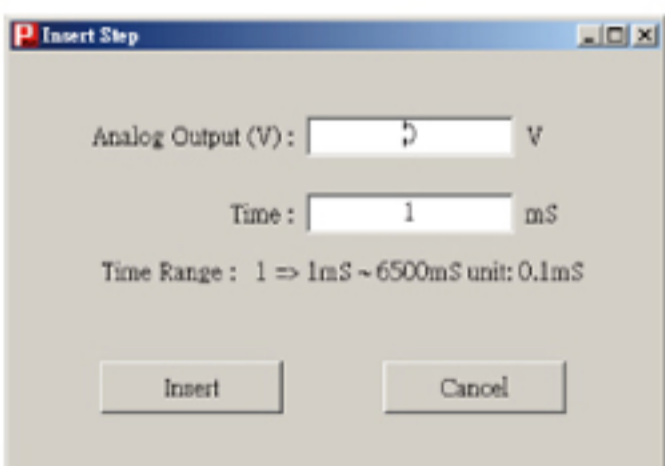 Insert Step
Analog Output (V) : V
Time : 1 mS
Time Range : 1 => 1mS ~ 6500mS unit: 0.1mS
Insert Cancel